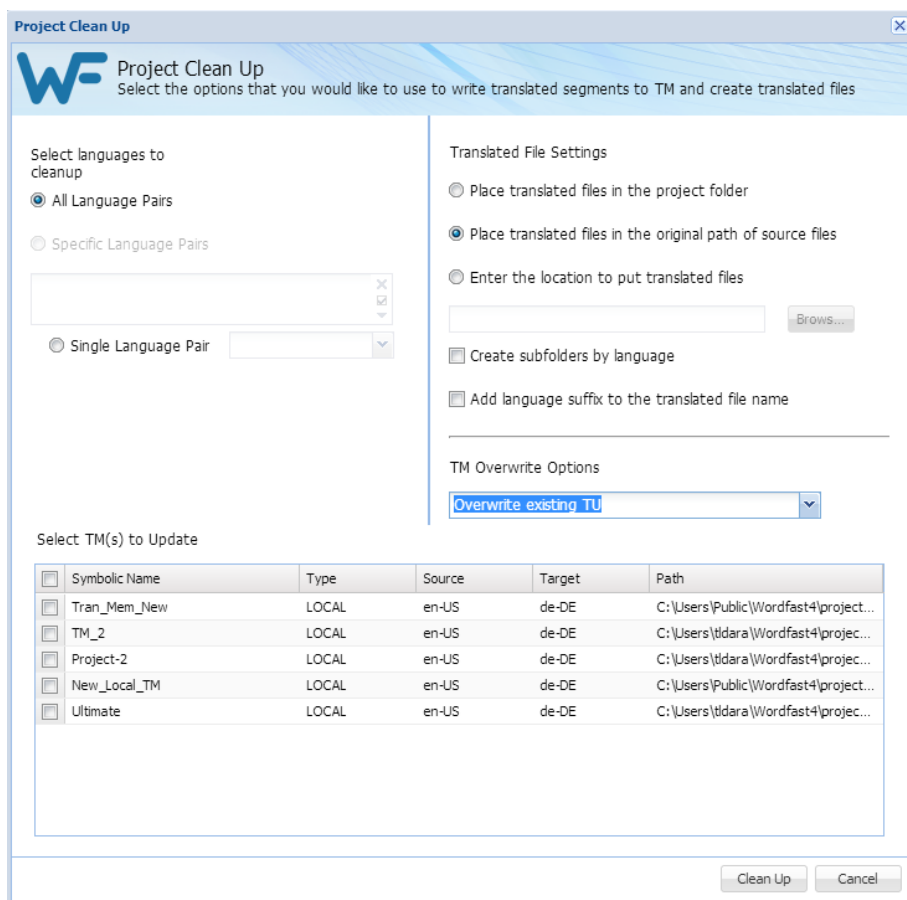 Project Clean Up
WF
Project Clean Up
Select the options that you would like to use to write translated segments to TM and create translated files
Select languages to
cleanup
All Language Pairs
Specific Language Pairs
Single Language Pair
Translated File Settings
Place translated files in the project folder
Place translated files in the original path of source files
Enter the location to put translated files
Brows...
Create subfolders by language
Add language suffix to the translated file name
TM Overwrite Options
Overwrite existing TU
Select TM(s) to Update
Symbolic Name Type Source Target Path
Tran_Mem_New LOCAL en-US de-DE C:\Users\Public\Wordfast4\project...
TM_2 LOCAL en-US de-DE C:\Users\tldara\Wordfast4\projec...
Project-2 LOCAL en-US de-DE C:\Users\tldara\Wordfast4\projec...
New_Local_TM LOCAL en-US de-DE C:\Users\Public\Wordfast4\project...
Ultimate LOCAL en-US de-DE C:\Users\tldara\Wordfast4\projec...
Clean Up Cancel